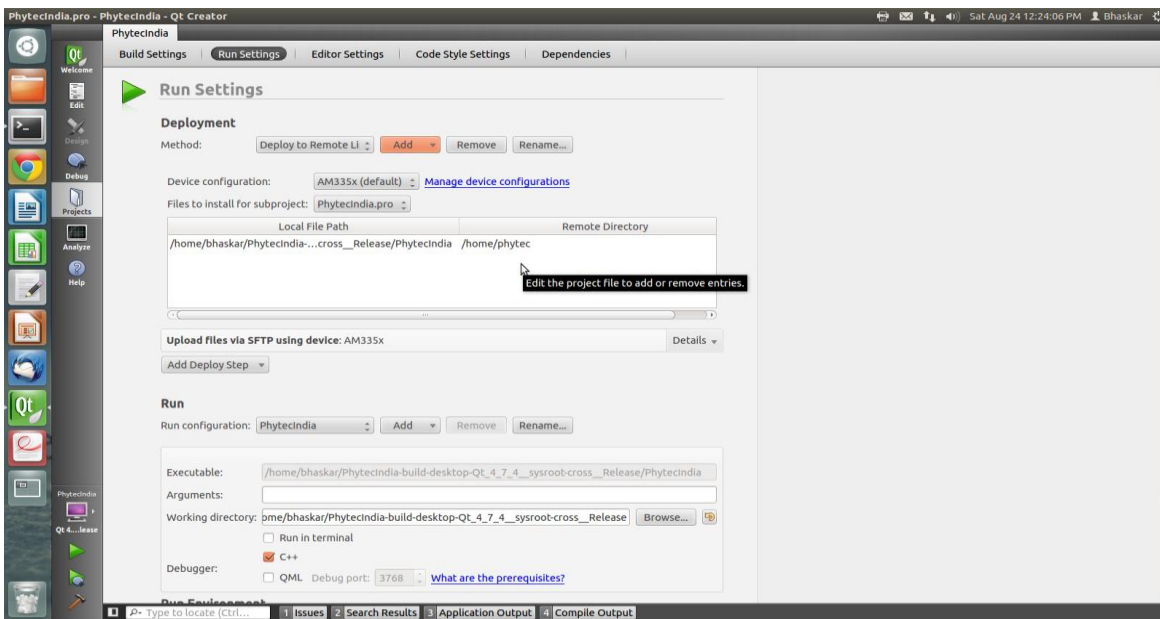 PhytecIndia.pro - PhytecIndia - Qt Creator
Sat Aug 24 12:24:06 PM Bhaskar
PhytecIndia
Build Settings Run Settings Editor Settings Code Style Settings Dependencies
Welcome
Edit
Design
Debug
Projects
Analyze
Help
Run Settings
Deployment
Method: Deploy to Remote Li Add Remove Rename...
Device configuration: AM335x (default) Manage device configurations
Files to install for subproject: PhytecIndia.pro
Local File Path Remote Directory
/home/bhaskar/PhytecIndia-...cross__Release/PhytecIndia /home/phytec
Edit the project file to add or remove entries.
Upload files via SFTP using device: AM335x Details
Add Deploy Step
Run
Run configuration: PhytecIndia Add Remove Rename...
Executable: /home/bhaskar/PhytecIndia-build-desktop-Qt_4_7_4__sysroot-cross__Release/PhytecIndia
Arguments:
Working directory: ome/bhaskar/PhytecIndia-build-desktop-Qt_4_7_4__sysroot-cross__Release Browse...
Run in terminal
Debugger: C++
QML Debug port: 3768 What are the prerequisites?
Run Environment
PhytecIndia
Qt 4....lease
Type to locate (Ctrl... 1 Issues 2 Search Results 3 Application Output 4 Compile Output